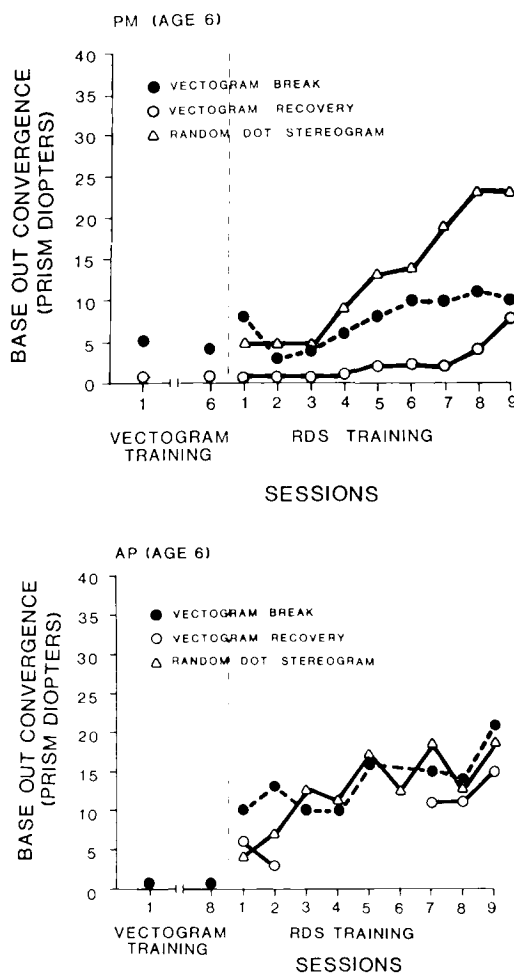 PM (AGE 6)
40
35
30
25
20
15
10
5
0
BASE OUT CONVERGENCE
(PRISM DIOPTERS)
VECTOGRAM BREAK
VECTOGRAM RECOVERY
RANDOM DOT STEREOGRAM
1 6 1 2 3 4 5 6 7 8 9
VECTOGRAM
TRAINING
RDS TRAINING
SESSIONS
AP (AGE 6)
40
35
30
25
20
15
10
5
0
BASE OUT CONVERGENCE
(PRISM DIOPTERS)
VECTOGRAM BREAK
VECTOGRAM RECOVERY
RANDOM DOT STEREOGRAM
1 8 1 2 3 4 5 6 7 8 9
VECTOGRAM
TRAINING
RDS TRAINING
SESSIONS